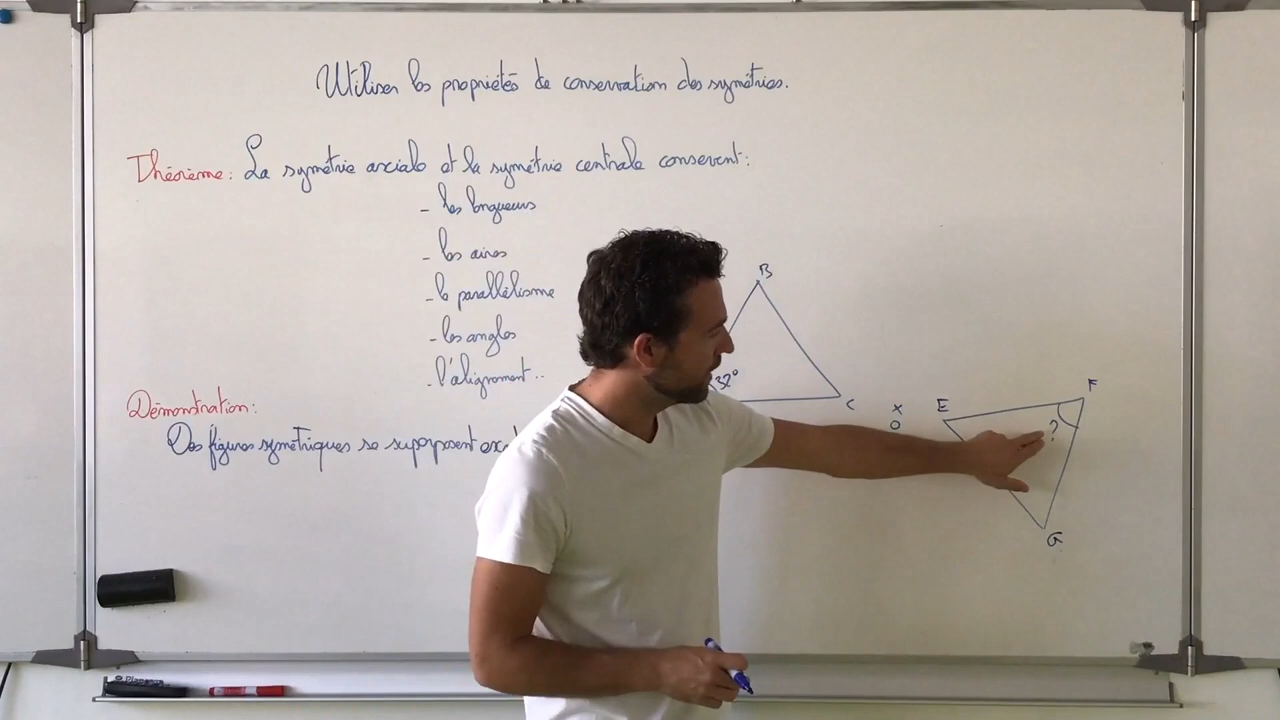 Utiliser les propriétés de conservation des symétries.
Théorème: La symétrie axiale et la symétrie centrale conservent:
- les longueurs
- les aires
- le parallélisme
- les angles
- l'alignement..
Démonstration:
Des figures symétriques se superposent
B
32°
C
x
O
E
F
?
G